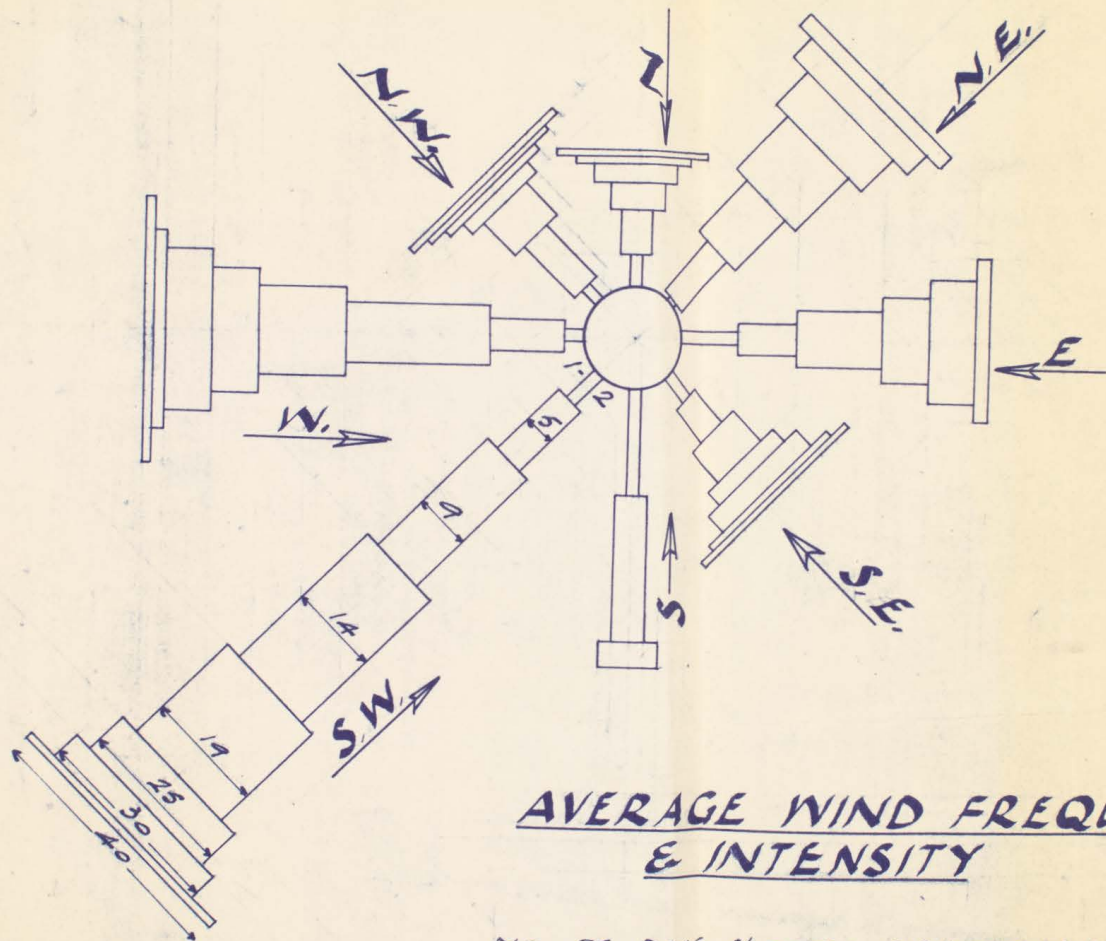 N
N.W.
N.E.
E
W.
1-
2
5
9
14
19
25
30
40
S
S.E.
S.W.
AVERAGE WIND FREQU
& INTENSITY